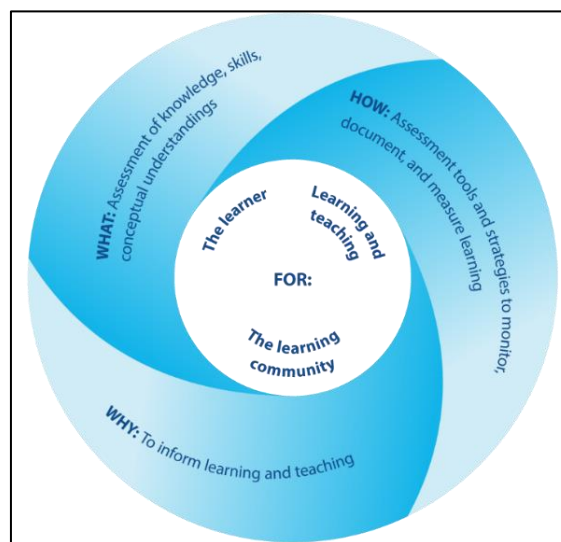 WHAT: Assessment of knowledge, skills,
conceptual understandings
HOW: Assessment tools and strategies to monitor,
document, and measure learning
The learner
Learning and
teaching
FOR:
The learning
community
WHY: To inform learning and teaching